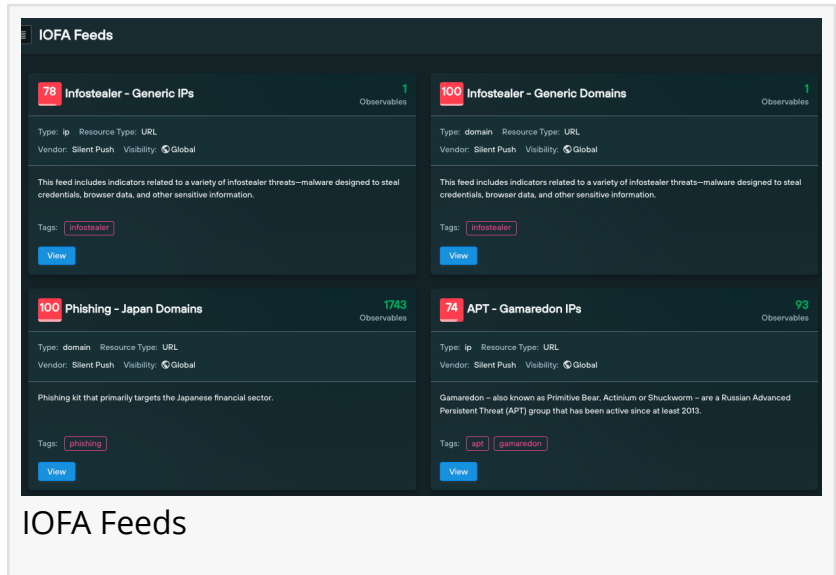 IOFA Feeds
78 Infostealer - Generic IPs
1
Observables
Type: ip Resource Type: URL
Vendor: Silent Push Visibility: Global
This feed includes indicators related to a variety of infostealer threats—malware designed to steal
credentials, browser data, and other sensitive information.
Tags: infostealer
View
100 Infostealer - Generic Domains
1
Observables
Type: domain Resource Type: URL
Vendor: Silent Push Visibility: Global
This feed includes indicators related to a variety of infostealer threats—malware designed to steal
credentials, browser data, and other sensitive information.
Tags: infostealer
View
100 Phishing - Japan Domains
1743
Observables
Type: domain Resource Type: URL
Vendor: Silent Push Visibility: Global
Phishing kit that primarily targets the Japanese financial sector.
Tags: phishing
View
74 APT - Gamaredon IPs
93
Observables
Type: ip Resource Type: URL
Vendor: Silent Push Visibility: Global
Gamaredon – also known as Primitive Bear, Actinium or Shuckworm – are a Russian Advanced
Persistent Threat (APT) group that has been active since at least 2013.
Tags: apt gamaredon
View
IOFA Feeds